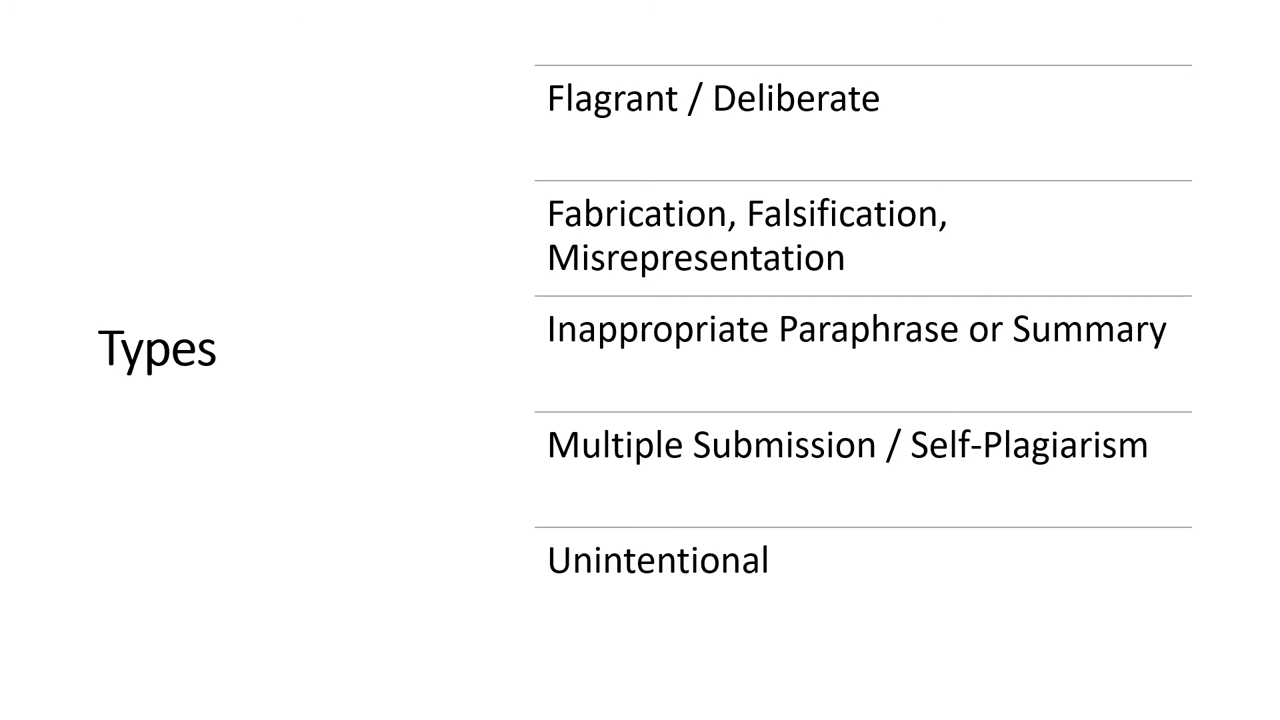 Types
Flagrant / Deliberate
Fabrication, Falsification,
Misrepresentation
Inappropriate Paraphrase or Summary
Multiple Submission / Self-Plagiarism
Unintentional